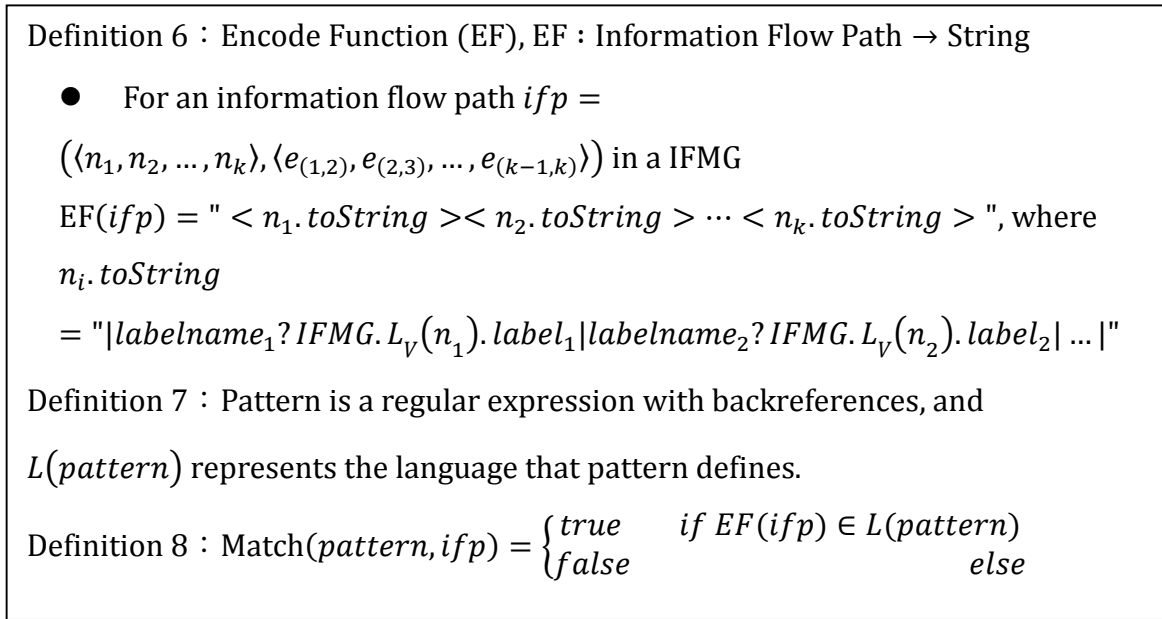 Definition 6：Encode Function (EF), EF : Information Flow Path → String
● For an information flow path ifp =
(⟨n₁, n₂, … , nₖ⟩, ⟨e₍₁,₂₎, e₍₂,₃₎, … , e₍ₖ₋₁,ₖ₎⟩) in a IFMG
EF(ifp) = " < n₁. toString >< n₂. toString > ⋯ < nₖ. toString > ", where
nᵢ. toString
= "|labelname₁? IFMG. L_V(n₁). label₁|labelname₂? IFMG. L_V(n₂). label₂| … |"
Definition 7：Pattern is a regular expression with backreferences, and
L(pattern) represents the language that pattern defines.
Definition 8：Match(pattern, ifp) = { true if EF(ifp) ∈ L(pattern)
false else